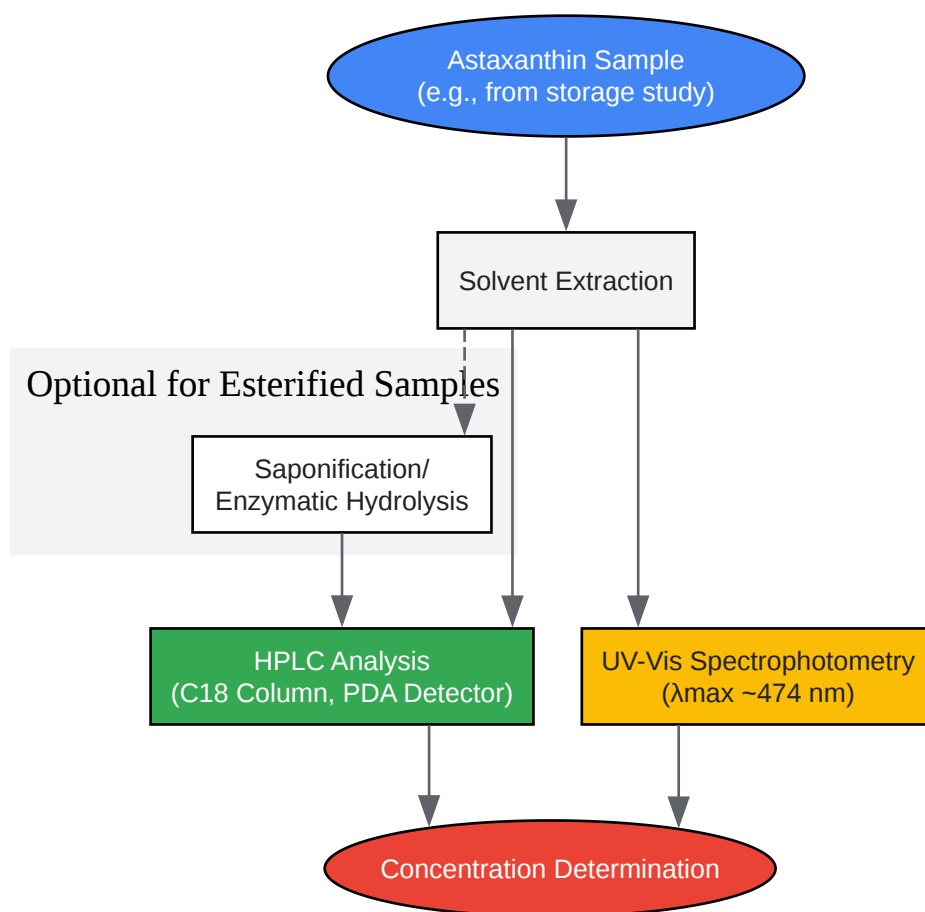 Astaxanthin Sample
(e.g., from storage study)
Solvent Extraction
Optional for Esterified Samples
Saponification/
Enzymatic Hydrolysis
HPLC Analysis
(C18 Column, PDA Detector)
UV-Vis Spectrophotometry
(λmax ~474 nm)
Concentration Determination